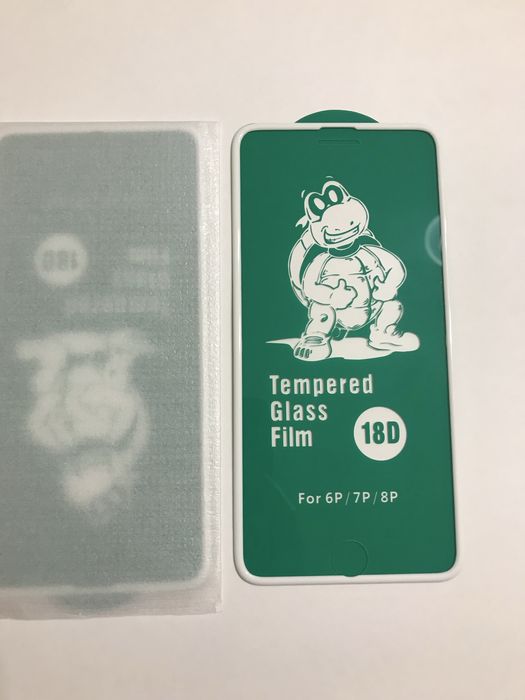 Tempered
Glass
Film
18D
For 6P/7P/8P